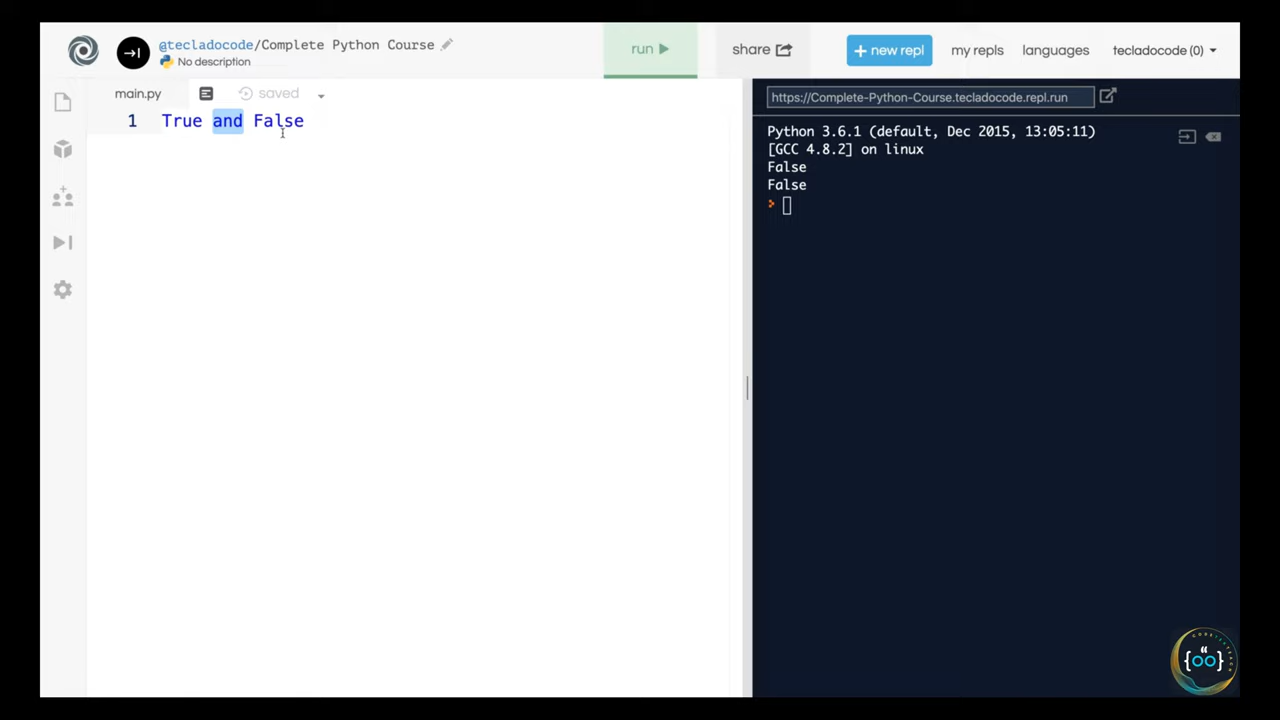 @tecladocode/Complete Python Course
No description
run
share
+ new repl
my repls
languages
tecladocode (0)
main.py
saved
1 True and False
https://Complete-Python-Course.tecladocode.repl.run
Python 3.6.1 (default, Dec 2015, 13:05:11)
[GCC 4.8.2] on linux
False
False